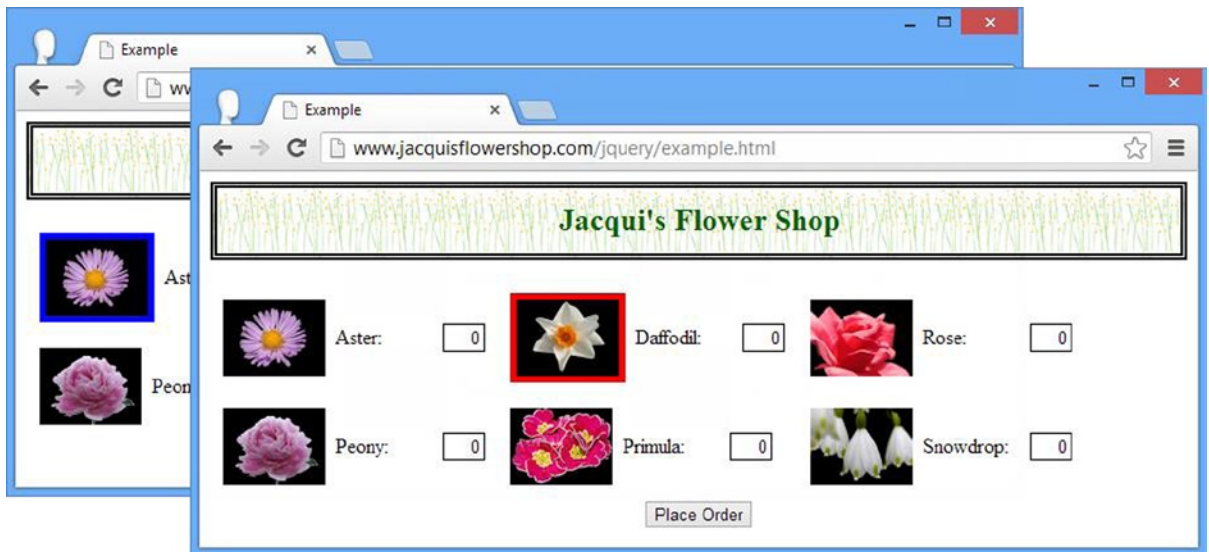 Example
ww
Ast
Peon
Example
www.jacquisflowershop.com/jquery/example.html
Jacqui's Flower Shop
Aster: 0 Daffodil: 0 Rose: 0
Peony: 0 Primula: 0 Snowdrop: 0
Place Order